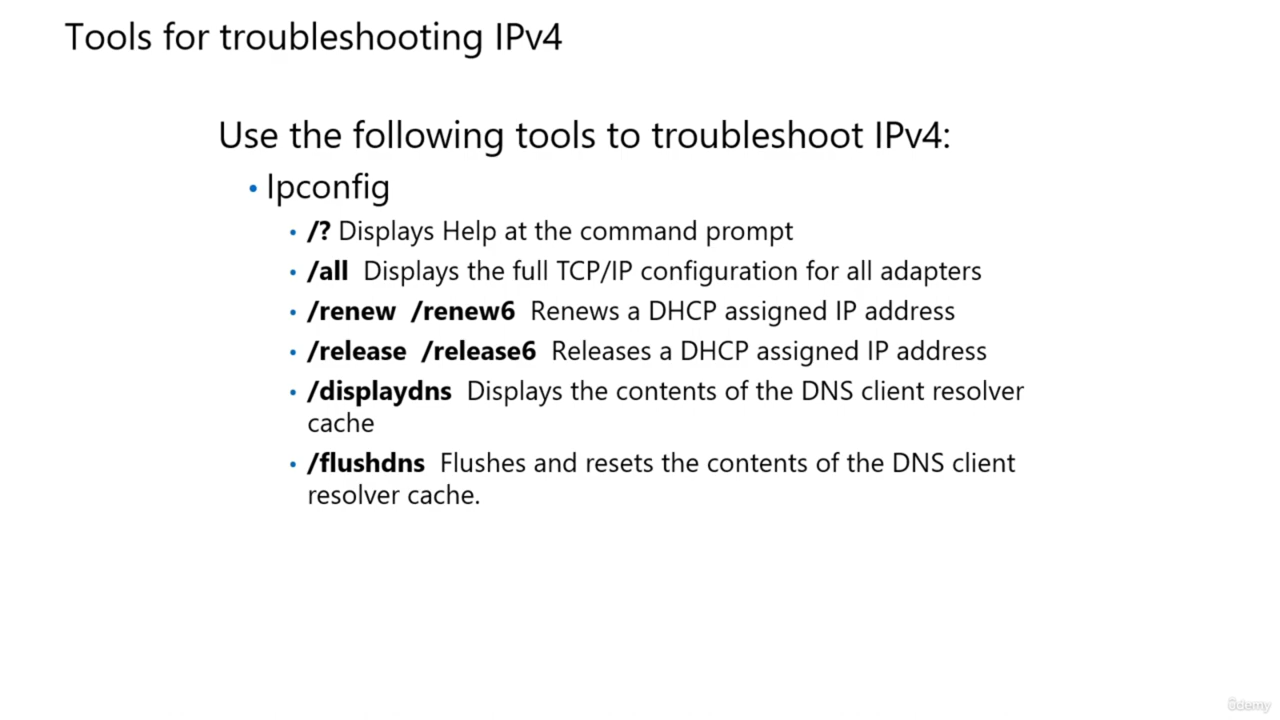 Tools for troubleshooting IPv4
Use the following tools to troubleshoot IPv4:
• Ipconfig
• /? Displays Help at the command prompt
• /all Displays the full TCP/IP configuration for all adapters
• /renew /renew6 Renews a DHCP assigned IP address
• /release /release6 Releases a DHCP assigned IP address
• /displaydns Displays the contents of the DNS client resolver
cache
• /flushdns Flushes and resets the contents of the DNS client
resolver cache.
ûdemy